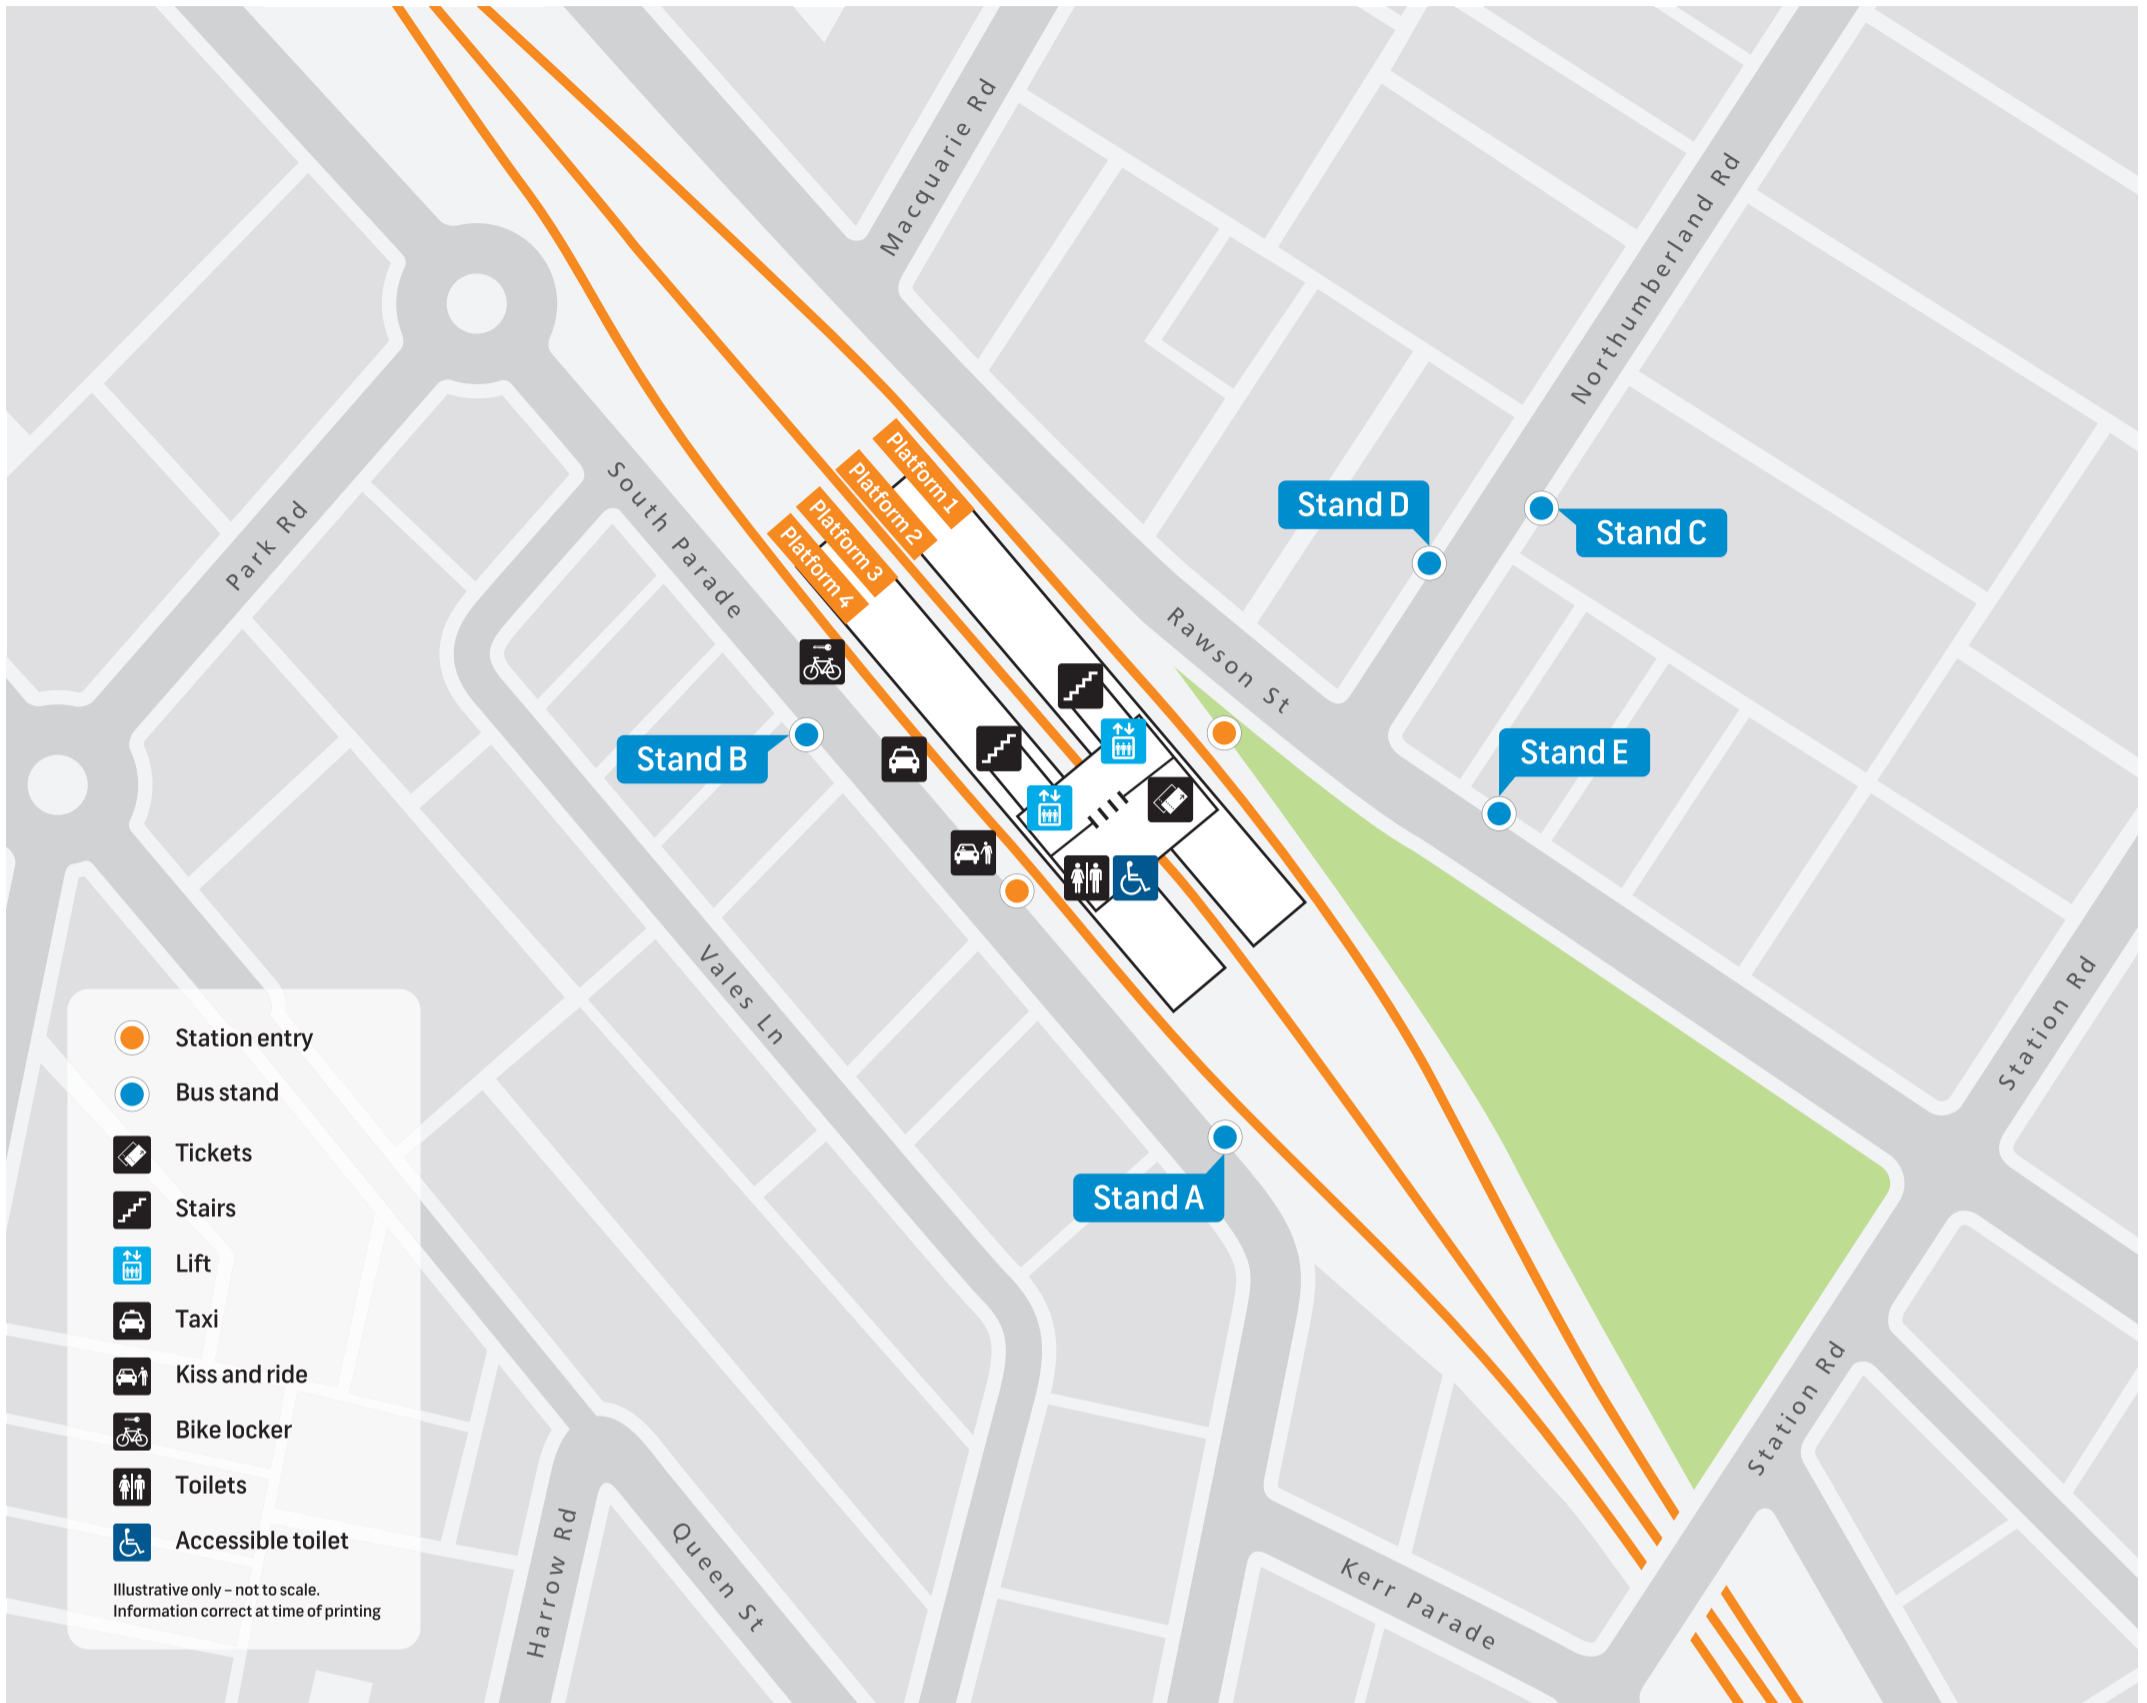 Macquarie Rd
Northumberland Rd
Platform 1
Platform 2
Platform 3
Platform 4
South Parade
Park Rd
Stand D
Stand C
Rawson St
Stand B
Stand E
Vales Ln
Station Rd
Stand A
Station Rd
Harrow Rd
Queen St
Kerr Parade
Station entry
Bus stand
Tickets
Stairs
Lift
Taxi
Kiss and ride
Bike locker
Toilets
Accessible toilet
Illustrative only – not to scale.
Information correct at time of printing